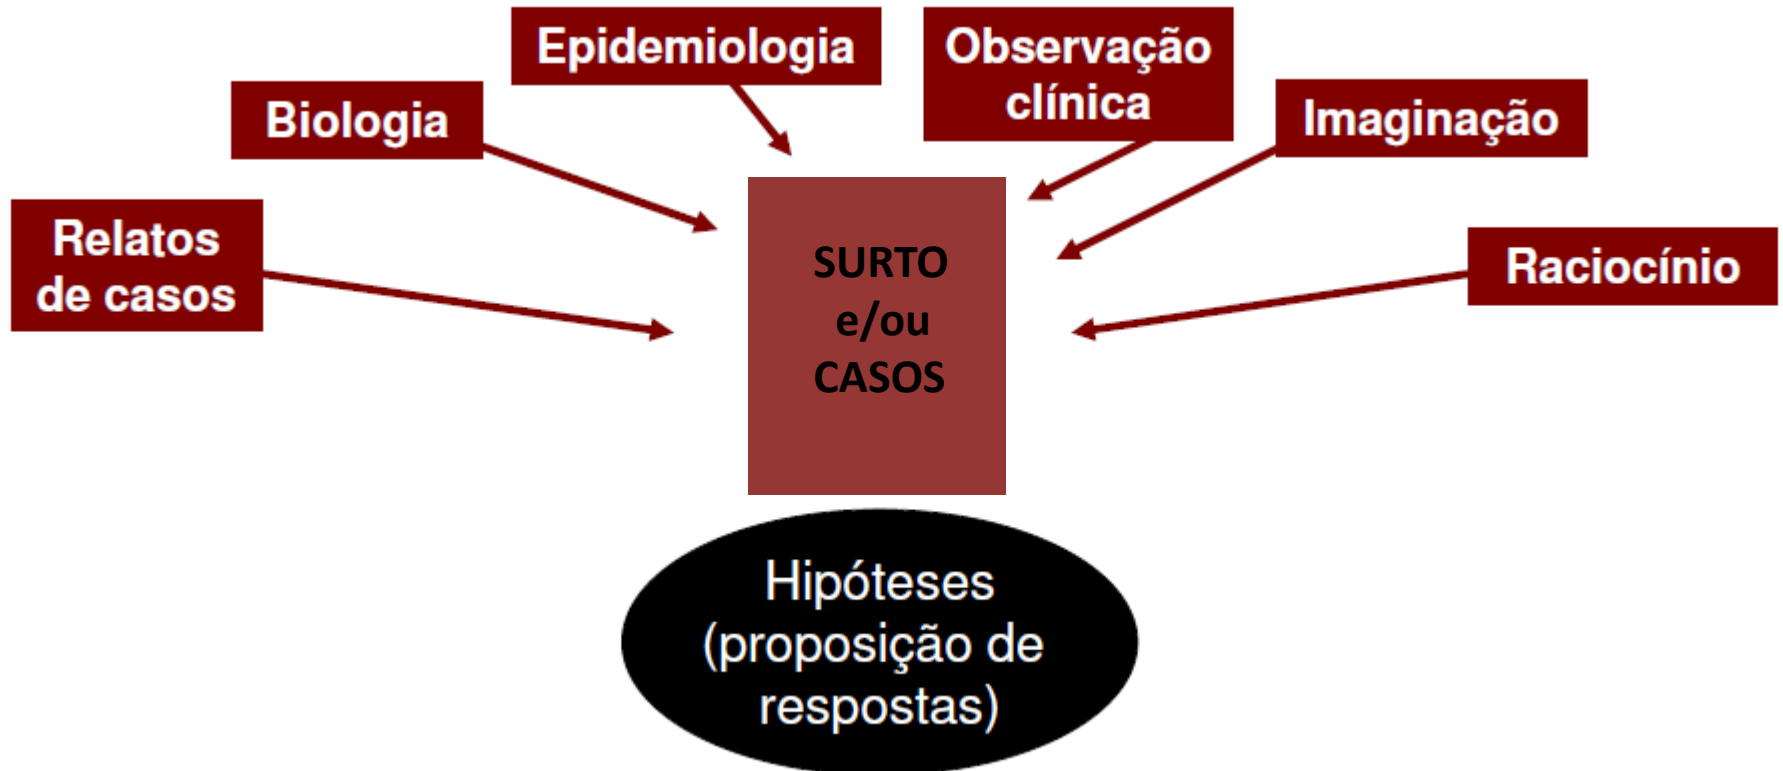 Epidemiologia
Observação
clínica
Biologia
Imaginação
Relatos
de casos
SURTO
e/ou
CASOS
Raciocínio
Hipóteses
(proposição de
respostas)